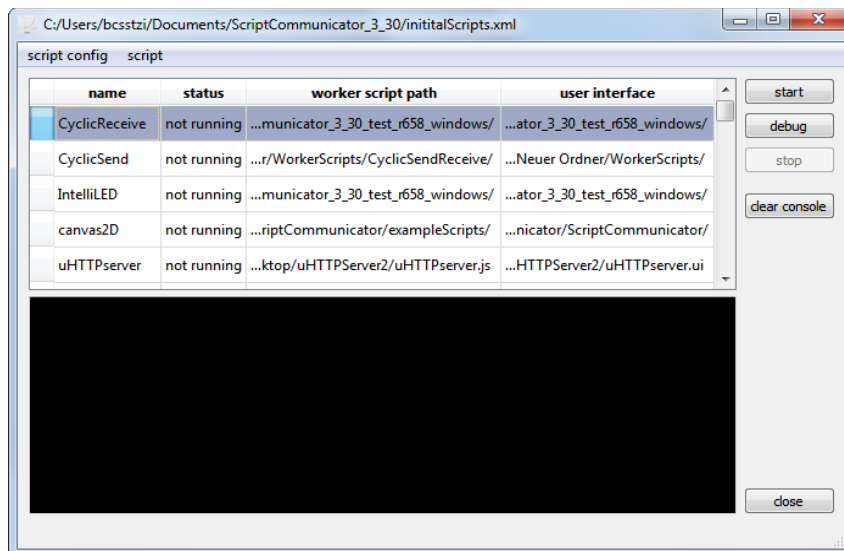 C:/Users/bcsstzi/Documents/ScriptCommunicator_3_30/inititalScripts.xml
script config script
name status worker script path user interface
CyclicReceive not running ...municator_3_30_test_r658_windows/ ...ator_3_30_test_r658_windows/
CyclicSend not running ...r/WorkerScripts/CyclicSendReceive/ ...Neuer Ordner/WorkerScripts/
IntelliLED not running ...municator_3_30_test_r658_windows/ ...ator_3_30_test_r658_windows/
canvas2D not running ...riptCommunicator/exampleScripts/ ...nicator/ScriptCommunicator/
uHTTPserver not running ...ktop/uHTTPServer2/uHTTPserver.js ...HTTPServer2/uHTTPserver.ui
start
debug
stop
clear console
close